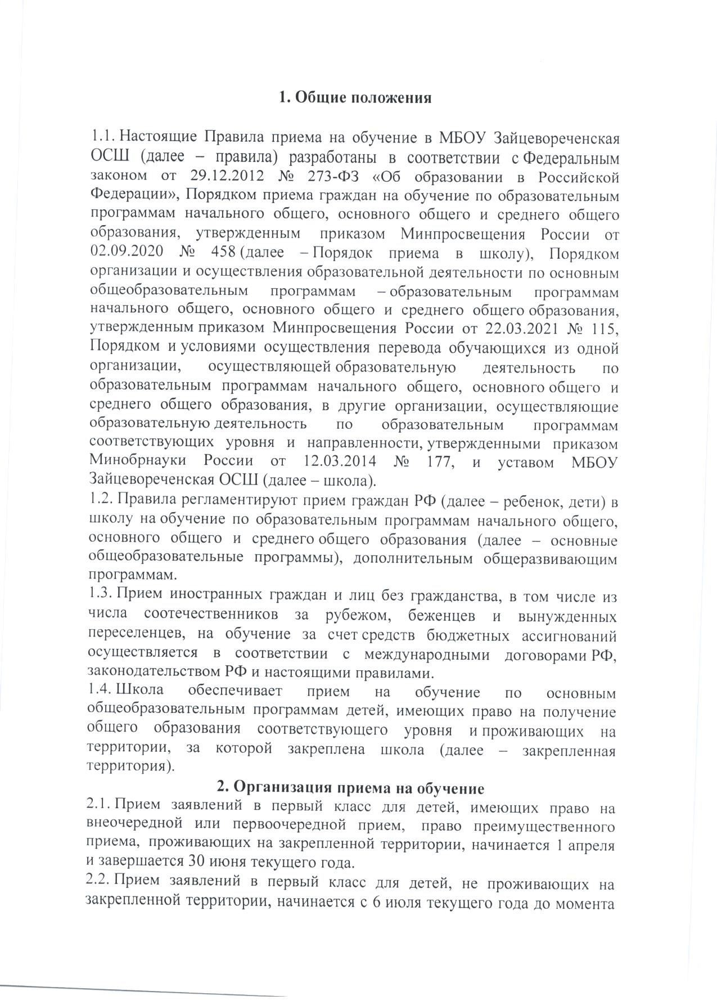 1. Общие положения
1.1. Настоящие Правила приема на обучение в МБОУ Зайцевореченская
ОСШ (далее – правила) разработаны в соответствии с Федеральным
законом от 29.12.2012 № 273-ФЗ «Об образовании в Российской
Федерации», Порядком приема граждан на обучение по образовательным
программам начального общего, основного общего и среднего общего
образования, утвержденным приказом Минпросвещения России от
02.09.2020 № 458 (далее – Порядок приема в школу), Порядком
организации и осуществления образовательной деятельности по основным
общеобразовательным программам – образовательным программам
начального общего, основного общего и среднего общего образования,
утвержденным приказом Минпросвещения России от 22.03.2021 № 115,
Порядком и условиями осуществления перевода обучающихся из одной
организации, осуществляющей образовательную деятельность по
образовательным программам начального общего, основного общего и
среднего общего образования, в другие организации, осуществляющие
образовательную деятельность по образовательным программам
соответствующих уровня и направленности, утвержденными приказом
Минобрнауки России от 12.03.2014 № 177, и уставом МБОУ
Зайцевореченская ОСШ (далее – школа).
1.2. Правила регламентируют прием граждан РФ (далее – ребенок, дети) в
школу на обучение по образовательным программам начального общего,
основного общего и среднего общего образования (далее – основные
общеобразовательные программы), дополнительным общеразвивающим
программам.
1.3. Прием иностранных граждан и лиц без гражданства, в том числе из
числа соотечественников за рубежом, беженцев и вынужденных
переселенцев, на обучение за счет средств бюджетных ассигнований
осуществляется в соответствии с международными договорами РФ,
законодательством РФ и настоящими правилами.
1.4. Школа обеспечивает прием на обучение по основным
общеобразовательным программам детей, имеющих право на получение
общего образования соответствующего уровня и проживающих на
территории, за которой закреплена школа (далее – закрепленная
территория).
2. Организация приема на обучение
2.1. Прием заявлений в первый класс для детей, имеющих право на
внеочередной или первоочередной прием, право преимущественного
приема, проживающих на закрепленной территории, начинается 1 апреля
и завершается 30 июня текущего года.
2.2. Прием заявлений в первый класс для детей, не проживающих на
закрепленной территории, начинается с 6 июля текущего года до момента